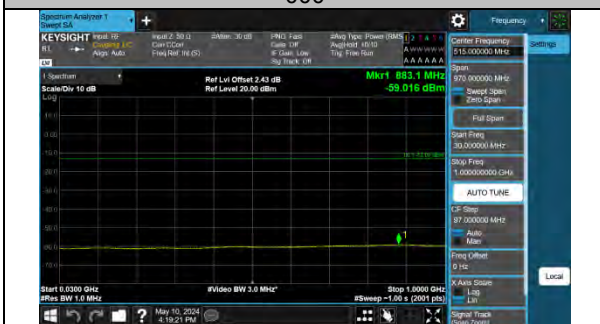 Spectrum Analyzer 1
Swept SA
+
Frequency
KEYSIGHT Input: RF
RL
Align: Auto
Input Z: 50 Ω
Corr CCorr
Freq Ref: Int (S)
#Atten: 30 dB
PNO: Fast
Gate: Off
IF Gain: Low
Sig Track: Off
#Avg Type: Power (RMS
Avg|Hold: 10/10
Trig: Free Run
A W W W W W
A A A A A A
1 Spectrum
Scale/Div 10 dB
Log
Ref Lvl Offset 2.43 dB
Ref Level 20.00 dBm
Mkr1 883.1 MHz
-59.016 dBm
1
Start 0.0300 GHz
#Res BW 1.0 MHz
#Video BW 3.0 MHz*
Stop 1.0000 GHz
#Sweep ~1.00 s (2001 pts)
May 10, 2024
4:19:21 PM
Center Frequency
515.000000 MHz
Settings
Span
970.000000 MHz
Swept Span
Zero Span
Full Span
Start Freq
30.000000 MHz
Stop Freq
1.000000000 GHz
AUTO TUNE
CF Step
97.000000 MHz
Auto
Man
Freq Offset
0 Hz
X Axis Scale
Log
Lin
Local
Signal Track
(Span Zoom)